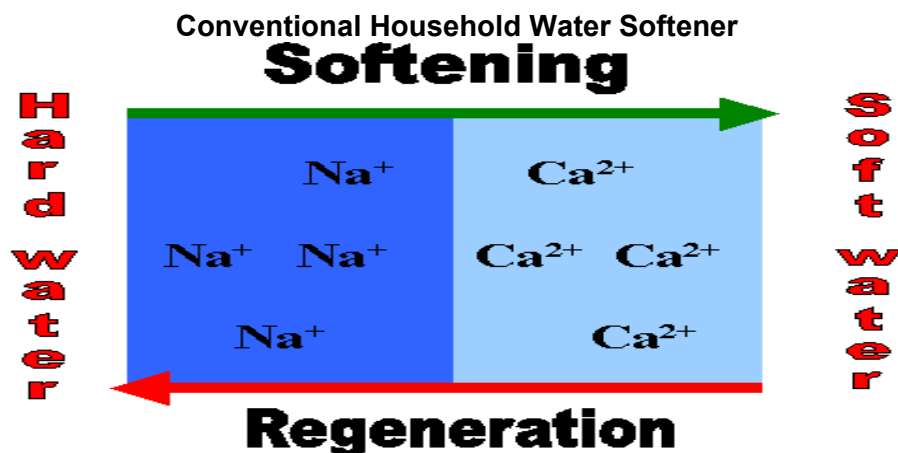 Conventional Household Water Softener
Softening
Hard water
Na⁺ Ca²⁺
Na⁺ Na⁺ Ca²⁺ Ca²⁺
Na⁺ Ca²⁺
Soft water
Regeneration